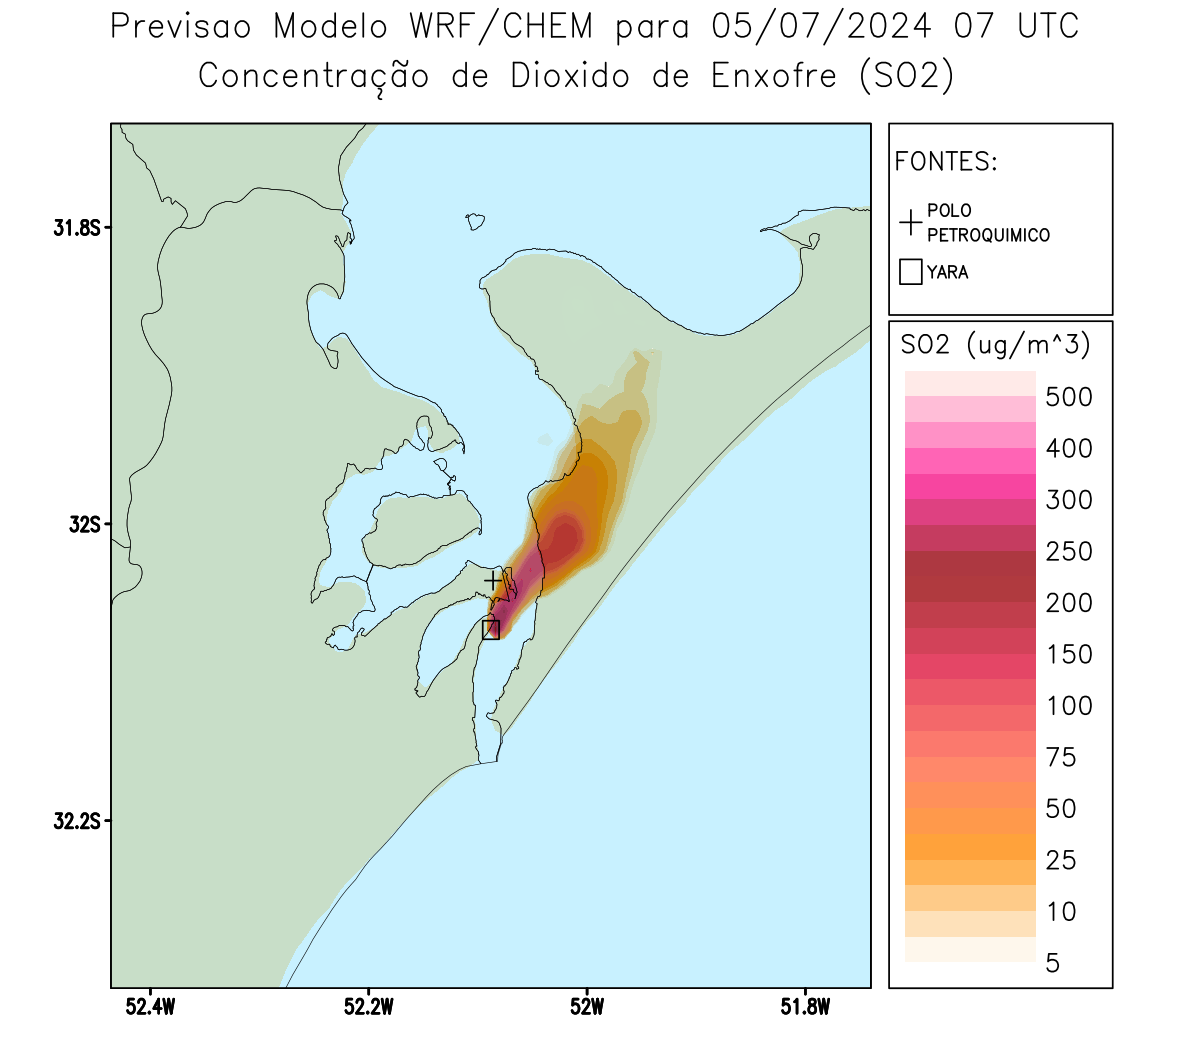 Previsao Modelo WRF/CHEM para 05/07/2024 07 UTC
Concentração de Dioxido de Enxofre (SO2)
FONTES:
POLO
PETROQUIMICO
YARA
31.8S
32S
32.2S
52.4W
52.2W
52W
51.8W
SO2 (ug/m^3)
500
400
300
250
200
150
100
75
50
25
10
5